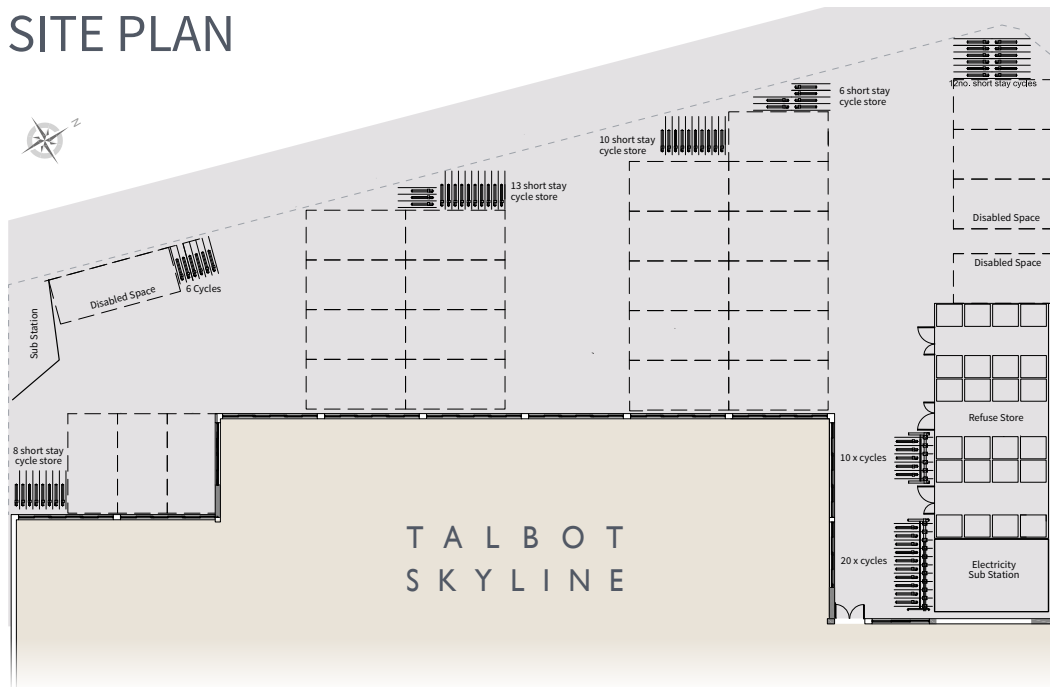 SITE PLAN
N
12no. short stay cycles
6 short stay
cycle store
10 short stay
cycle store
13 short stay
cycle store
Disabled Space
Disabled Space
6 Cycles
Disabled Space
Sub Station
Refuse Store
8 short stay
cycle store
10 x cycles
TALBOT
SKYLINE
20 x cycles
Electricity
Sub Station